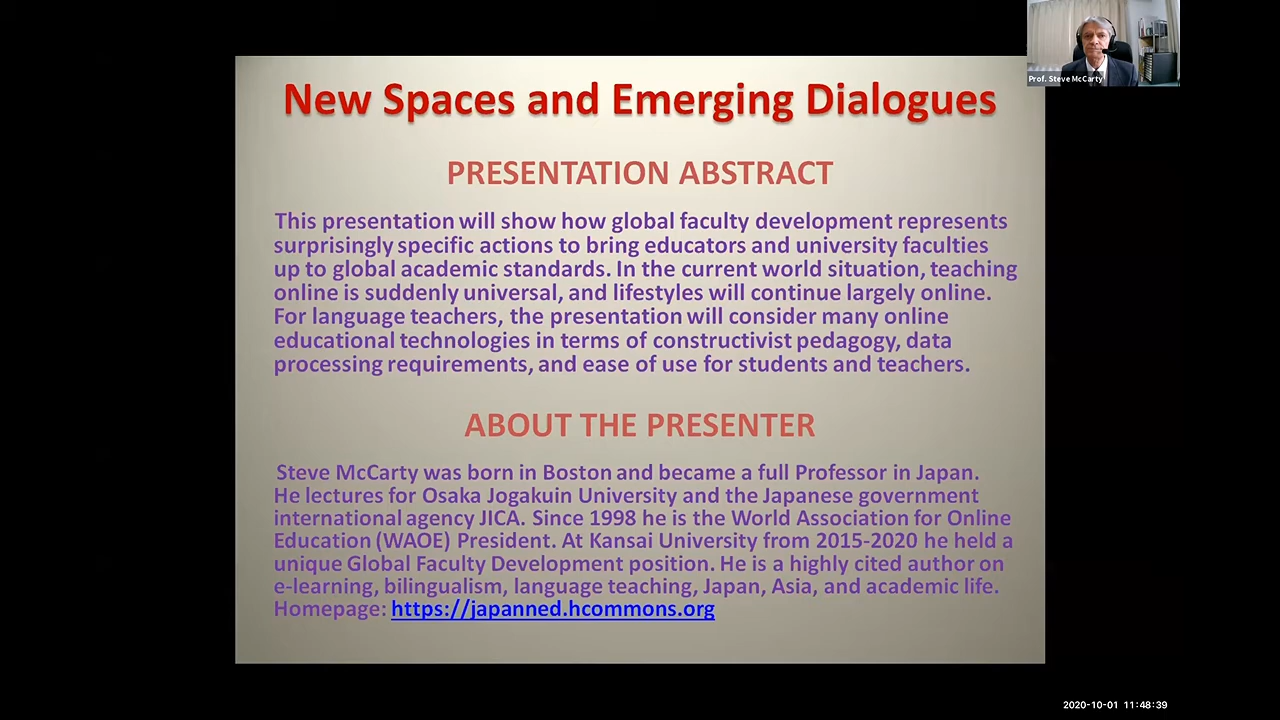 Prof. Steve McCarty
New Spaces and Emerging Dialogues
PRESENTATION ABSTRACT
This presentation will show how global faculty development represents
surprisingly specific actions to bring educators and university faculties
up to global academic standards. In the current world situation, teaching
online is suddenly universal, and lifestyles will continue largely online.
For language teachers, the presentation will consider many online
educational technologies in terms of constructivist pedagogy, data
processing requirements, and ease of use for students and teachers.
ABOUT THE PRESENTER
Steve McCarty was born in Boston and became a full Professor in Japan.
He lectures for Osaka Jogakuin University and the Japanese government
international agency JICA. Since 1998 he is the World Association for Online
Education (WAOE) President. At Kansai University from 2015-2020 he held a
unique Global Faculty Development position. He is a highly cited author on
e-learning, bilingualism, language teaching, Japan, Asia, and academic life.
Homepage: https://japanned.hcommons.org
2020-10-01 11:48:39